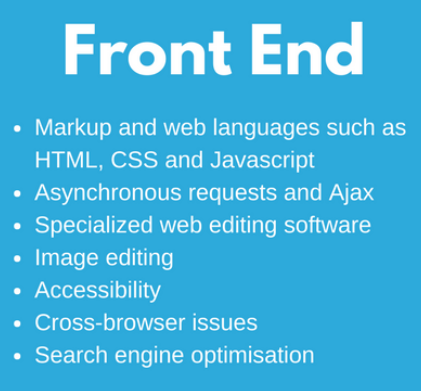 Front End
• Markup and web languages such as
HTML, CSS and Javascript
• Asynchronous requests and Ajax
• Specialized web editing software
• Image editing
• Accessibility
• Cross-browser issues
• Search engine optimisation